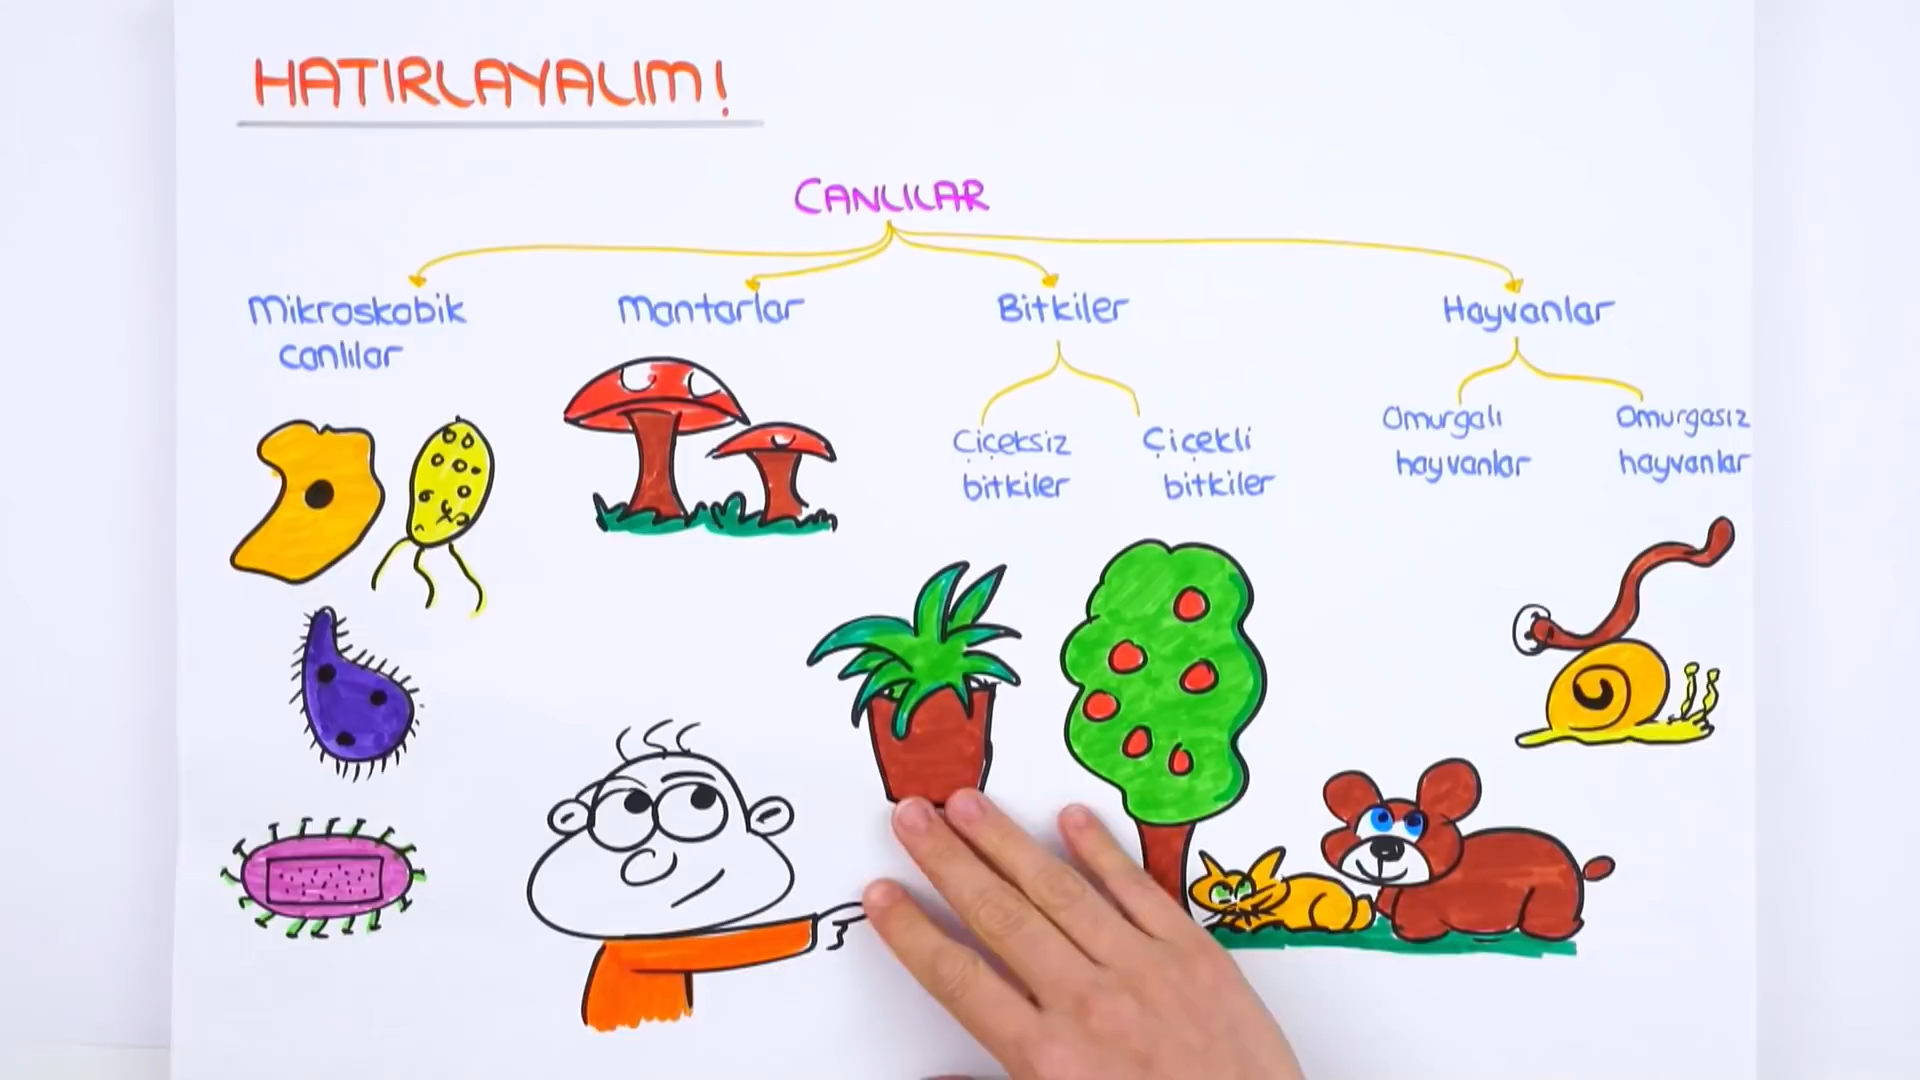 HATIRLAYALIM!
CANLILAR
Mikroskobik
canlılar
Mantarlar
Bitkiler
Hayvanlar
Çiçeksiz
bitkiler
Çiçekli
bitkiler
Omurgalı
hayvanlar
Omurgasız
hayvanlar